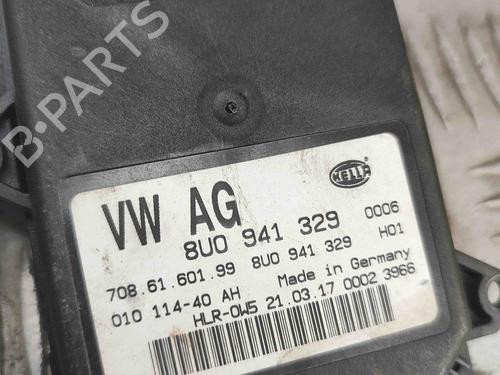 B-PARTS
VW AG
HELLA
8U0 941 329 0006
708.61.601.99 8U0 941 329 H01
010 114-40 AH Made in Germany
HLR-0W5 21.03.17 0002 3966